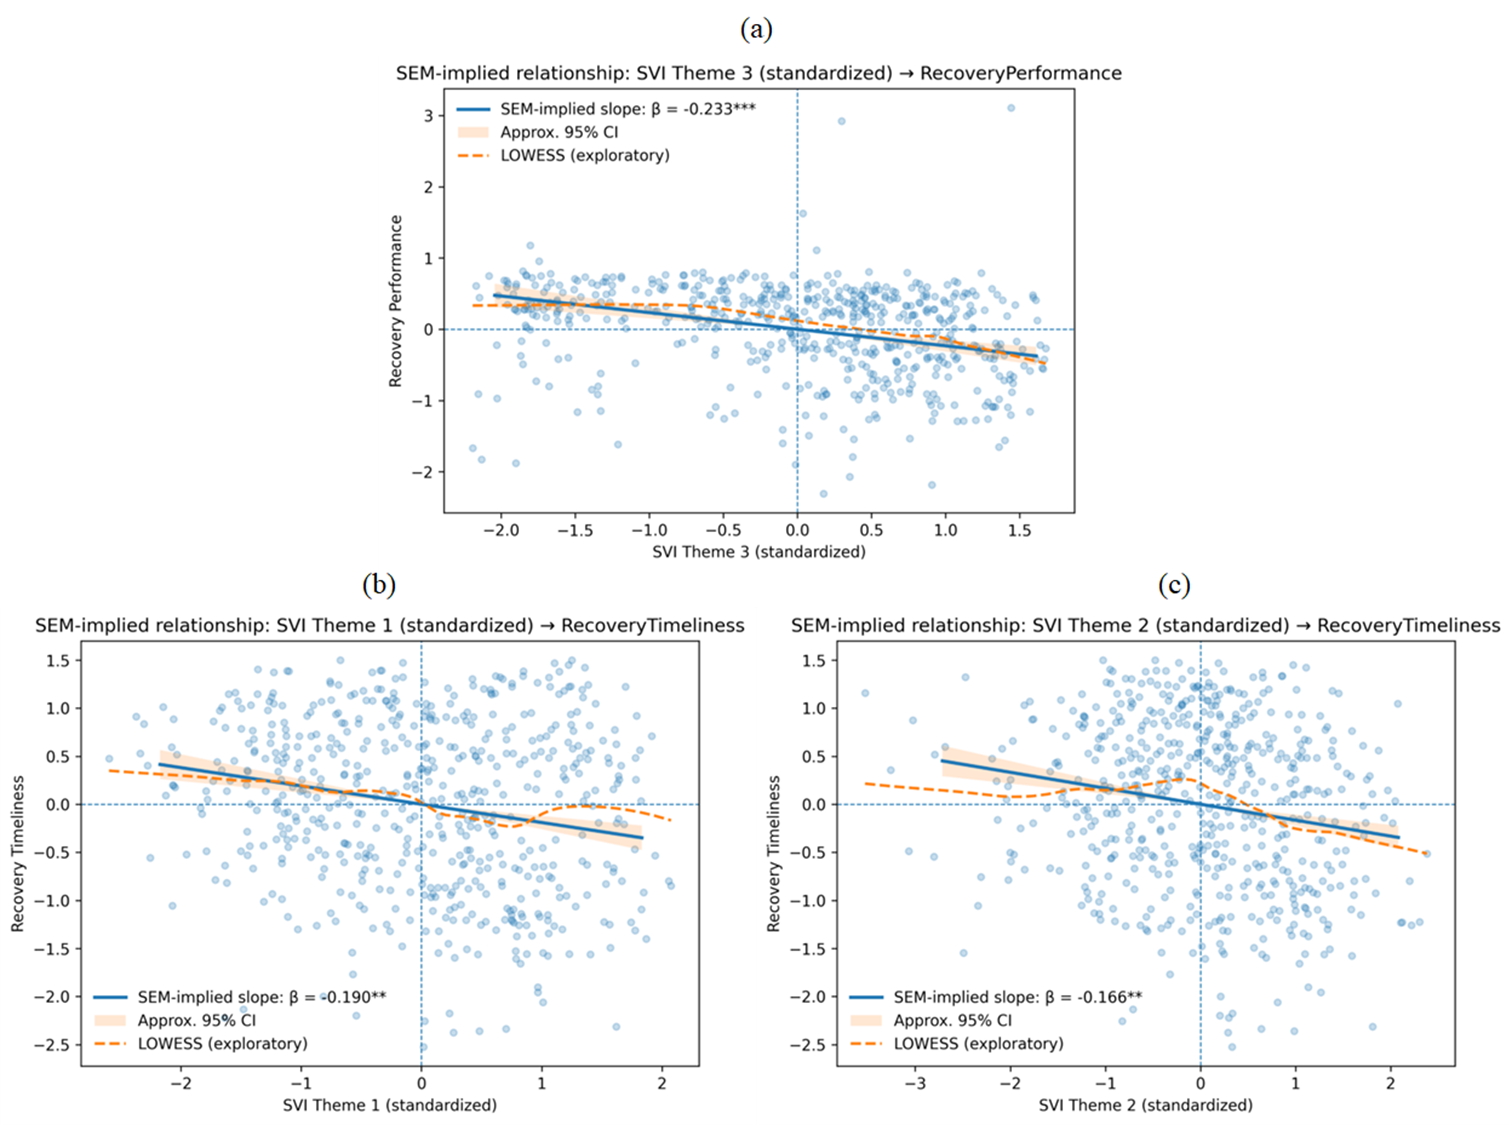 (a)
SEM-implied relationship: SVI Theme 3 (standardized) → RecoveryPerformance
SEM-implied slope: β = -0.233***
Approx. 95% CI
LOWESS (exploratory)
Recovery Performance
3
2
1
0
−1
−2
−2.0 −1.5 −1.0 −0.5 0.0 0.5 1.0 1.5
SVI Theme 3 (standardized)
(b)
SEM-implied relationship: SVI Theme 1 (standardized) → RecoveryTimeliness
Recovery Timeliness
1.5
1.0
0.5
0.0
−0.5
−1.0
−1.5
−2.0
−2.5
SEM-implied slope: β = -0.190**
Approx. 95% CI
LOWESS (exploratory)
−2 −1 0 1 2
SVI Theme 1 (standardized)
(c)
SEM-implied relationship: SVI Theme 2 (standardized) → RecoveryTimeliness
Recovery Timeliness
1.5
1.0
0.5
0.0
−0.5
−1.0
−1.5
−2.0
−2.5
SEM-implied slope: β = -0.166**
Approx. 95% CI
LOWESS (exploratory)
−3 −2 −1 0 1 2
SVI Theme 2 (standardized)